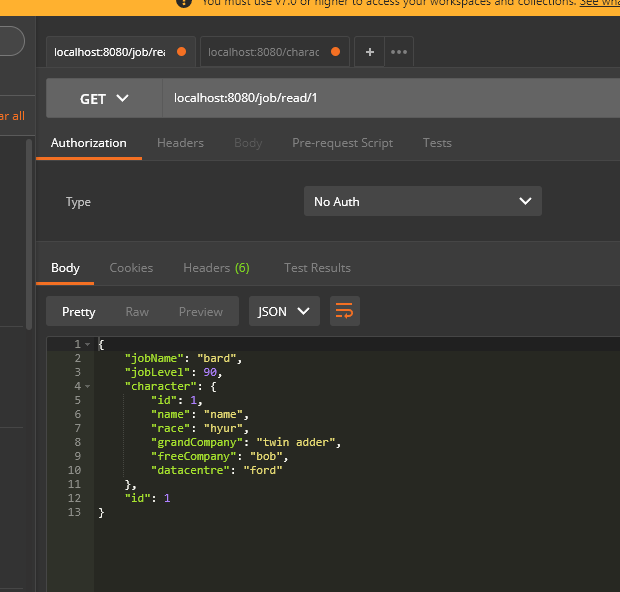 You must use v7.0 or higher to access your workspaces and collections. See
localhost:8080/job/re
localhost:8080/charac
ar all
GET
localhost:8080/job/read/1
Authorization
Headers
Body
Pre-request Script
Tests
Type
No Auth
Body
Cookies
Headers (6)
Test Results
Pretty
Raw
Preview
JSON
1 {
2 "jobName": "bard",
3 "jobLevel": 90,
4 "character": {
5 "id": 1,
6 "name": "name",
7 "race": "hyur",
8 "grandCompany": "twin adder",
9 "freeCompany": "bob",
10 "datacentre": "ford"
11 },
12 "id": 1
13 }